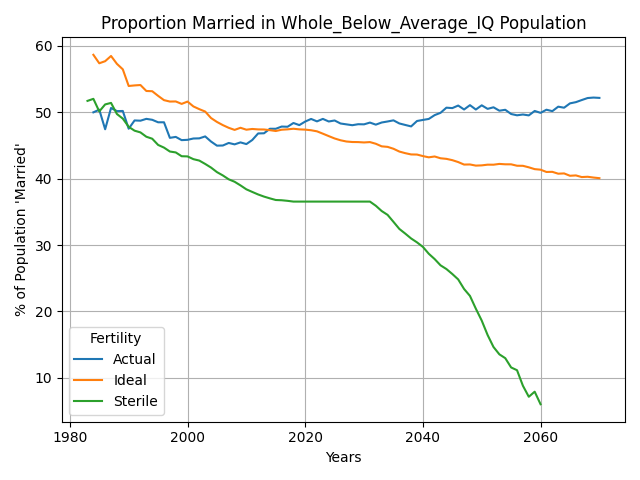 Proportion Married in Whole_Below_Average_IQ Population
% of Population 'Married'
60
50
40
30
20
10
Fertility
Actual
Ideal
Sterile
1980
2000
2020
2040
2060
Years